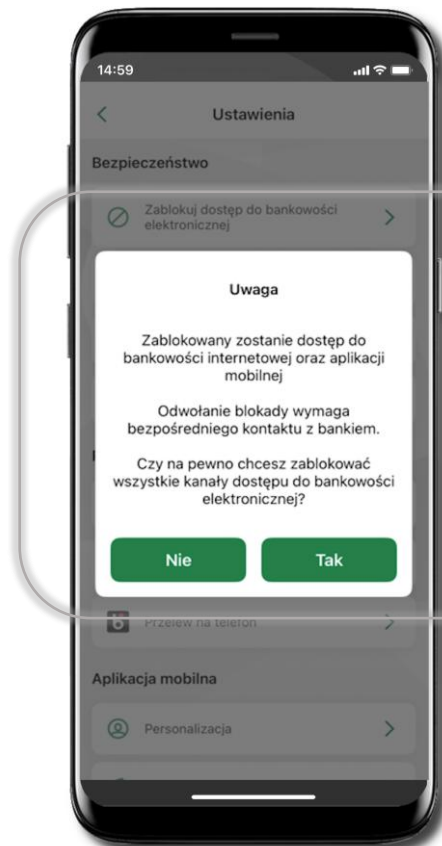 14:59
Ustawienia
Bezpieczeństwo
Zablokuj dostęp do bankowości
elektronicznej
Uwaga
Zablokowany zostanie dostęp do
bankowości internetowej oraz aplikacji
mobilnej
Odwołanie blokady wymaga
bezpośredniego kontaktu z bankiem.
Czy na pewno chcesz zablokować
wszystkie kanały dostępu do bankowości
elektronicznej?
Nie
Tak
Przelew na telefon
Aplikacja mobilna
Personalizacja